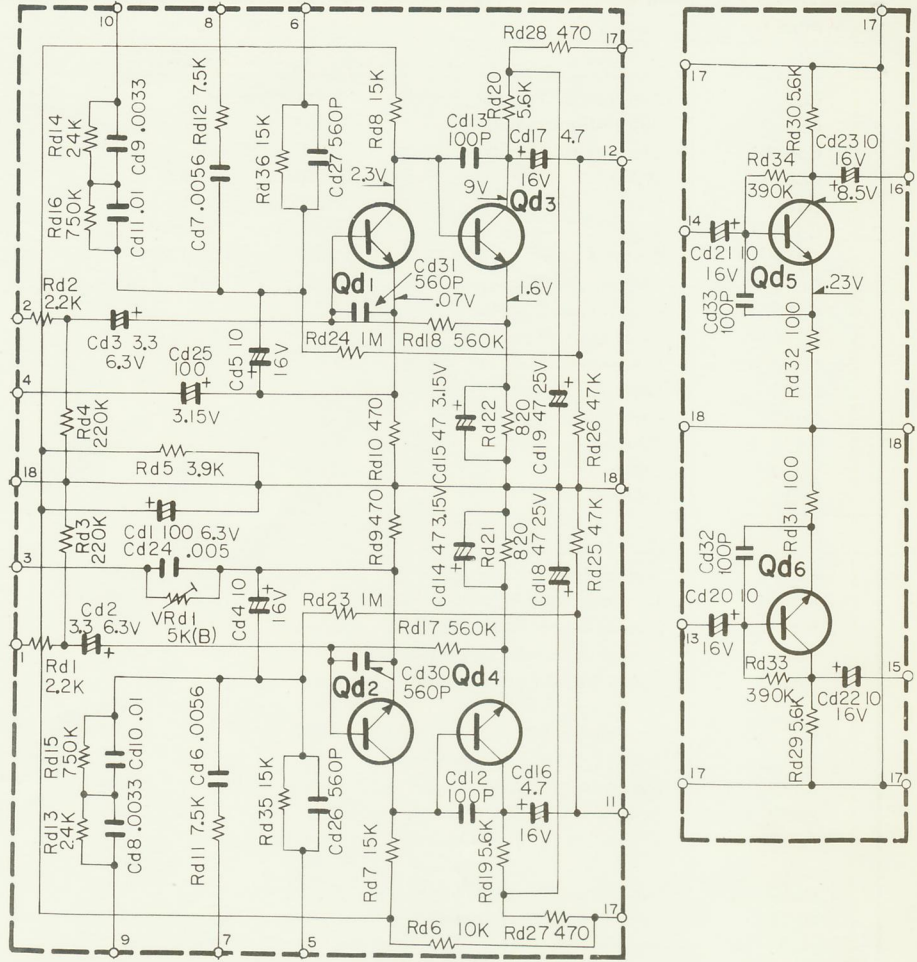 10
8
6
17
Rd28 470
17
17
Rd14 24K
Cd9 .0033
Rd12 7.5K
Rd36 15K
Cd27 560P
Rd8 15K
Rd20 5.6K
Cd13
100P
Cd17 4.7
16V
12
Rd30 5.6K
Cd23 10
16V
Rd34
390K
8.5V
16
Rd16 750K
Cd11 .01
Cd7 .0056
2.3V
9V
Qd3
14
Cd21 10
16V
Qd5
Qd1
Cd31
560P
.07V
1.6V
.23V
Cd33 100P
Rd32 100
Rd2
2.2K
2
Cd3 3.3
6.3V
Cd25
100
3.15V
Cd5 10 16V
Rd24 1M
Rd18 560K
4
Rd4 220K
Rd10 470
Cd15 47 3.15V
Rd22 820
Cd19 47 25V
Rd26 47K
Rd5 3.9K
18
18
18
18
Cd1 100 6.3V
Rd3 220K
Cd24 .005
Rd9 470
Cd14 47 3.15V
Rd21 820
Cd18 47 25V
Rd25 47K
Rd31 100
Cd32 100P
Qd6
3
VRd1
5K(B)
Cd4 10 16V
Rd23 1M
Rd17 560K
Cd2
3.3 6.3V
1
Rd1
2.2K
Cd20 10
13
16V
Rd33
390K
15
Cd22 10
16V
Qd2
Cd30
560P
Qd4
Rd15 750K
Cd10 .01
Cd6 .0056
Rd35 15K
Cd26 560P
Cd12
100P
Cd16
4.7
16V
11
Rd29 5.6K
17
17
Rd13 24K
Cd8 .0033
Rd11 7.5K
Rd7 15K
Rd19 5.6K
17
Rd6 10K
Rd27 470
9
7
5